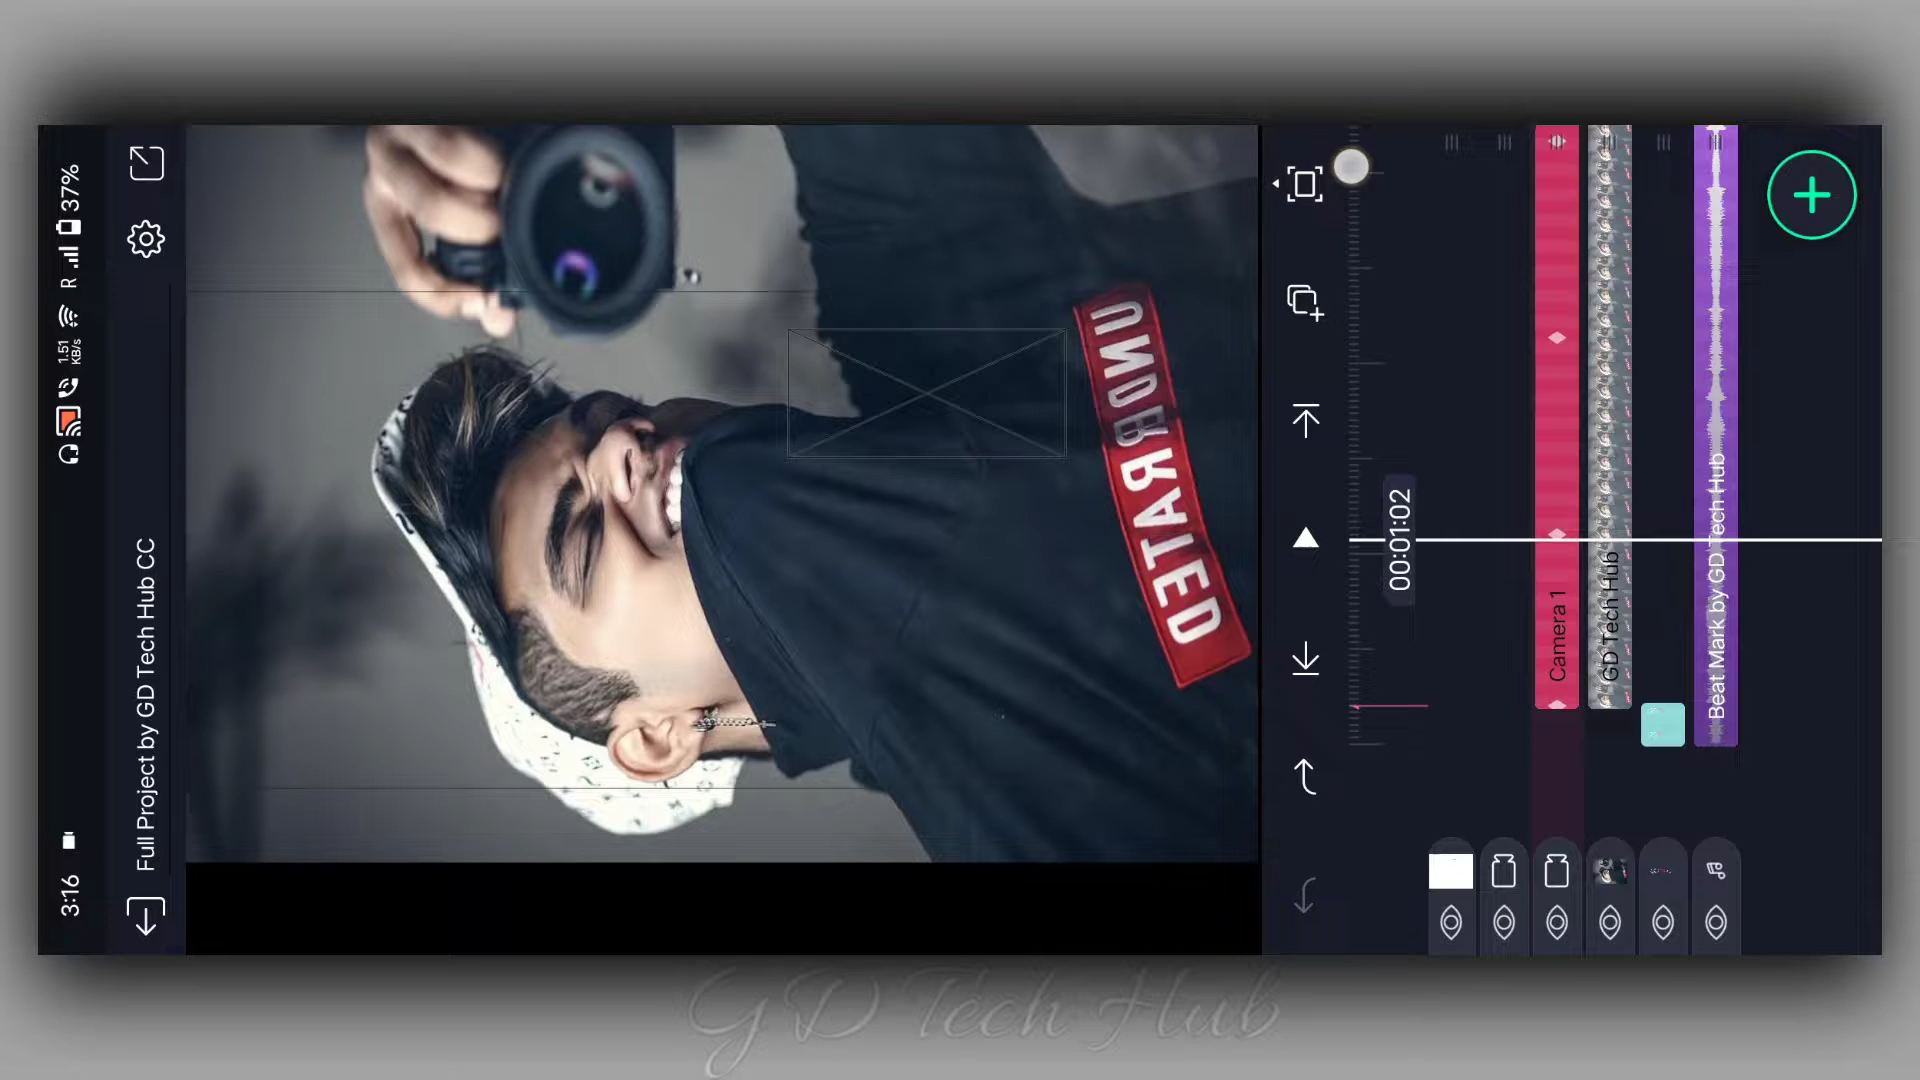 3:16
1.51
KB/s
R
37%
Full Project by GD Tech Hub CC
00:01:02
Camera 1
GD Tech Hub
Beat Mark by GD Tech Hub
GD Tech Hub